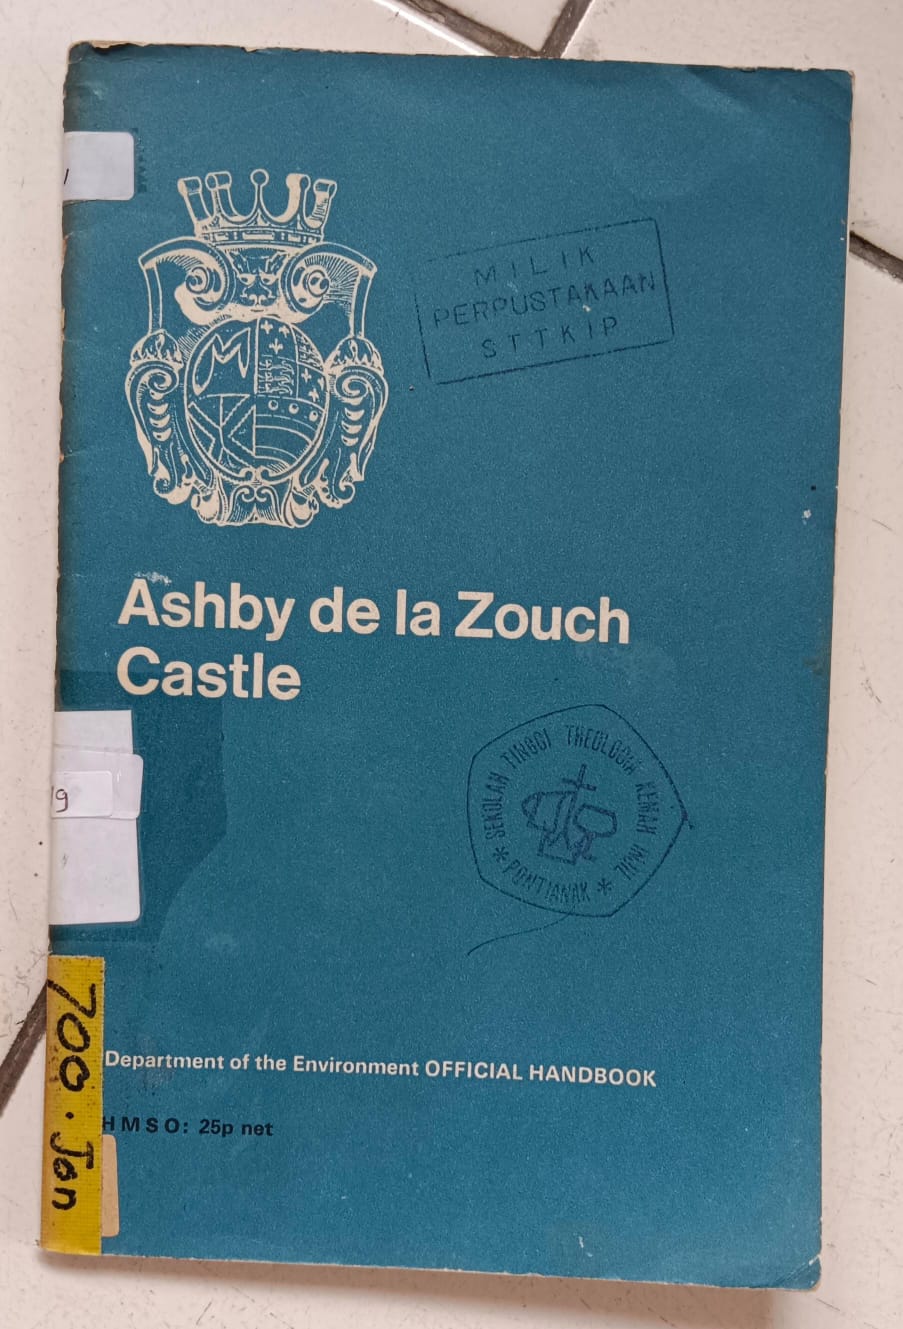 MILIK
PERPUSTAKAAN
STTKIP
Ashby de la Zouch
Castle
9
SEKOLAH TINGGI THEOLOGIA KEMAH INJIL
* PONTIANAK *
Department of the Environment OFFICIAL HANDBOOK
HMSO: 25p net
700. Jon